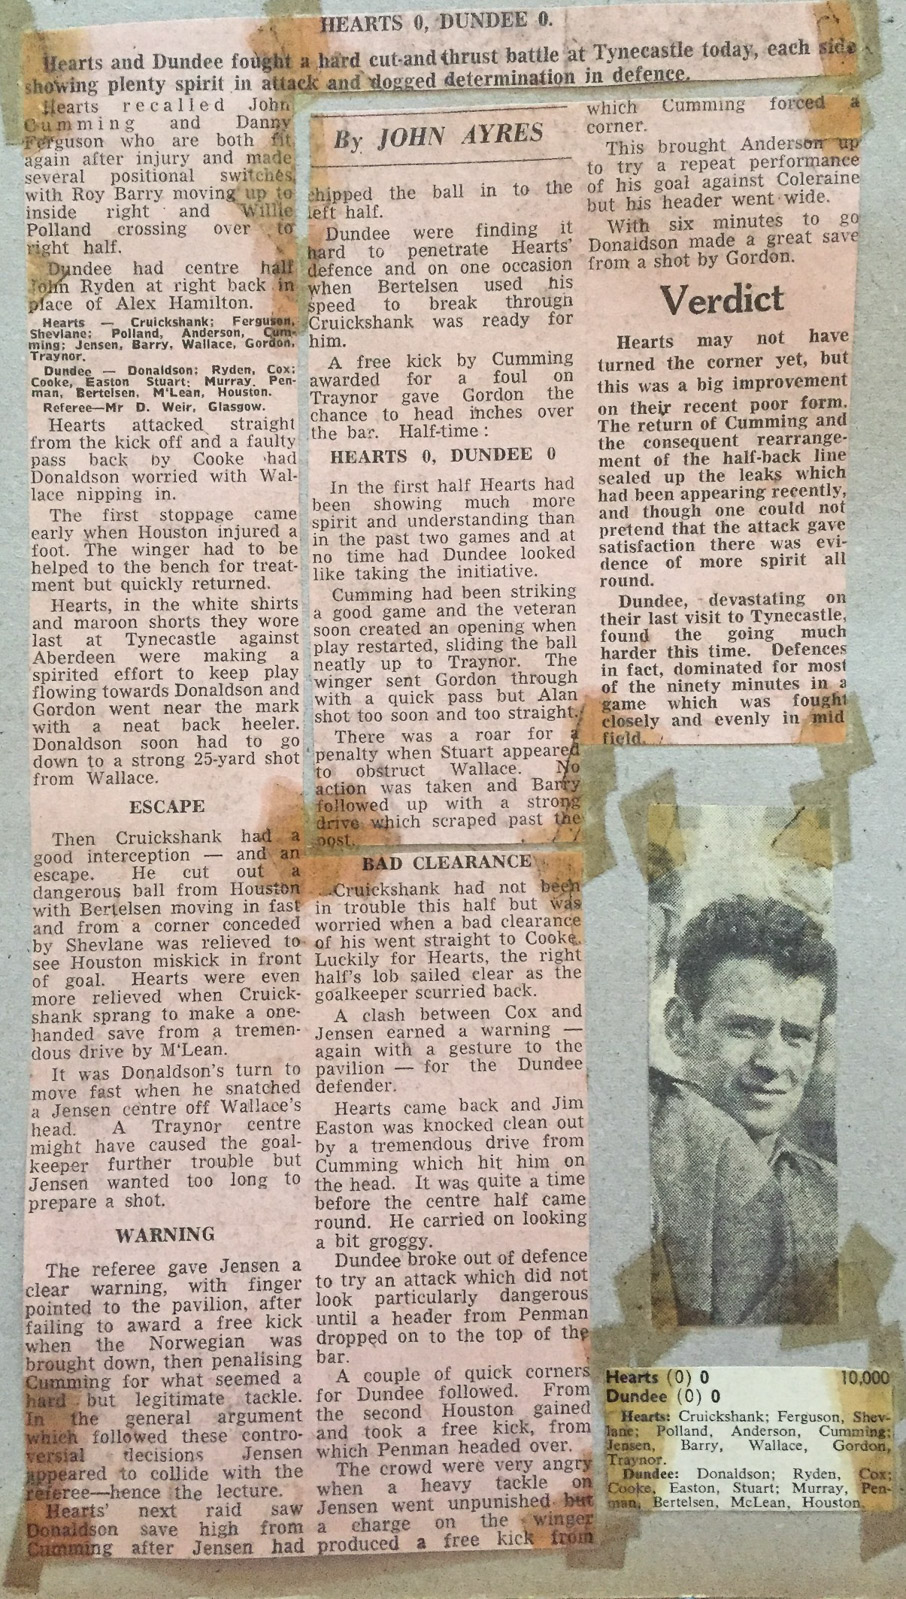 HEARTS 0, DUNDEE 0.
Hearts and Dundee fought a hard cut-and thrust battle at Tynecastle today, each side
showing plenty spirit in attack and dogged determination in defence.
Hearts recalled John
Cumming and Danny
Ferguson who are both fit
again after injury and made
several positional switches,
with Roy Barry moving up to
inside right and Willie
Polland crossing over to
right half.
Dundee had centre half
John Ryden at right back in
place of Alex Hamilton.
Hearts — Cruickshank; Ferguson,
Shevlane; Polland, Anderson, Cum-
ming; Jensen, Barry, Wallace, Gordon,
Traynor.
Dundee — Donaldson; Ryden, Cox;
Cooke, Easton Stuart; Murray, Pen-
man, Bertelsen, M'Lean, Houston.
Referee—Mr D. Weir, Glasgow.
Hearts attacked straight
from the kick off and a faulty
pass back by Cooke had
Donaldson worried with Wal-
lace nipping in.
The first stoppage came
early when Houston injured a
foot. The winger had to be
helped to the bench for treat-
ment but quickly returned.
Hearts, in the white shirts
and maroon shorts they wore
last at Tynecastle against
Aberdeen were making a
spirited effort to keep play
flowing towards Donaldson and
Gordon went near the mark
with a neat back heeler.
Donaldson soon had to go
down to a strong 25-yard shot
from Wallace.
ESCAPE
Then Cruickshank had a
good interception — and an
escape. He cut out a
dangerous ball from Houston
with Bertelsen moving in fast
and from a corner conceded
by Shevlane was relieved to
see Houston miskick in front
of goal. Hearts were even
more relieved when Cruick-
shank sprang to make a one-
handed save from a tremen-
dous drive by M'Lean.
It was Donaldson's turn to
move fast when he snatched
a Jensen centre off Wallace's
head. A Traynor centre
might have caused the goal-
keeper further trouble but
Jensen wanted too long to
prepare a shot.
WARNING
The referee gave Jensen a
clear warning, with finger
pointed to the pavilion, after
failing to award a free kick
when the Norwegian was
brought down, then penalising
Cumming for what seemed a
hard but legitimate tackle.
In the general argument
which followed these contro-
versial decisions Jensen
appeared to collide with the
referee—hence the lecture.
Hearts' next raid saw
Donaldson save high from
Cumming after Jensen had
By JOHN AYRES
chipped the ball in to the
left half.
Dundee were finding it
hard to penetrate Hearts'
defence and on one occasion
when Bertelsen used his
speed to break through
Cruickshank was ready for
him.
A free kick by Cumming
awarded for a foul on
Traynor gave Gordon the
chance to head inches over
the bar. Half-time :
HEARTS 0, DUNDEE 0
In the first half Hearts had
been showing much more
spirit and understanding than
in the past two games and at
no time had Dundee looked
like taking the initiative.
Cumming had been striking
a good game and the veteran
soon created an opening when
play restarted, sliding the ball
neatly up to Traynor. The
winger sent Gordon through
with a quick pass but Alan
shot too soon and too straight.
There was a roar for a
penalty when Stuart appeared
to obstruct Wallace. No
action was taken and Barry
followed up with a strong
drive which scraped past the
post.
BAD CLEARANCE
Cruickshank had not been
in trouble this half but was
worried when a bad clearance
of his went straight to Cooke.
Luckily for Hearts, the right
half's lob sailed clear as the
goalkeeper scurried back.
A clash between Cox and
Jensen earned a warning —
again with a gesture to the
pavilion — for the Dundee
defender.
Hearts came back and Jim
Easton was knocked clean out
by a tremendous drive from
Cumming which hit him on
the head. It was quite a time
before the centre half came
round. He carried on looking
a bit groggy.
Dundee broke out of defence
to try an attack which did not
look particularly dangerous
until a header from Penman
dropped on to the top of the
bar.
A couple of quick corners
for Dundee followed. From
the second Houston gained
and took a free kick, from
which Penman headed over.
The crowd were very angry
when a heavy tackle on
Jensen went unpunished but
a charge on the winger
produced a free kick from
which Cumming forced a
corner.
This brought Anderson up
to try a repeat performance
of his goal against Coleraine
but his header went wide.
With six minutes to go
Donaldson made a great save
from a shot by Gordon.
Verdict
Hearts may not have
turned the corner yet, but
this was a big improvement
on their recent poor form.
The return of Cumming and
the consequent rearrange-
ment of the half-back line
sealed up the leaks which
had been appearing recently,
and though one could not
pretend that the attack gave
satisfaction there was evi-
dence of more spirit all
round.
Dundee, devastating on
their last visit to Tynecastle,
found the going much
harder this time. Defences
in fact, dominated for most
of the ninety minutes in a
game which was fought
closely and evenly in mid
field.
Hearts (0) 0 10,000
Dundee (0) 0
Hearts: Cruickshank; Ferguson, Shev-
lane; Polland, Anderson, Cumming;
Jensen, Barry, Wallace, Gordon,
Traynor.
Dundee: Donaldson; Ryden, Cox;
Cooke, Easton, Stuart; Murray, Pen-
man, Bertelsen, McLean, Houston.